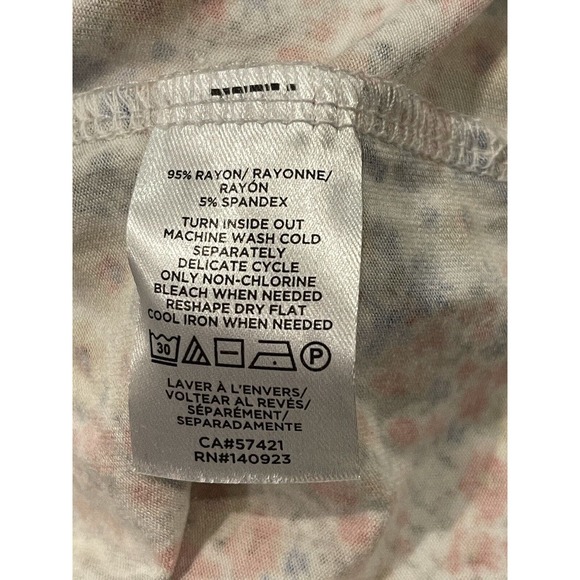 95% RAYON/ RAYONNE/
RAYÓN
5% SPANDEX
TURN INSIDE OUT
MACHINE WASH COLD
SEPARATELY
DELICATE CYCLE
ONLY NON-CHLORINE
BLEACH WHEN NEEDED
RESHAPE DRY FLAT
COOL IRON WHEN NEEDED
30 P
LAVER À L'ENVERS/
VOLTEAR AL REVÉS/
SÉPARÉMENT/
SEPARADAMENTE
CA#57421
RN#140923